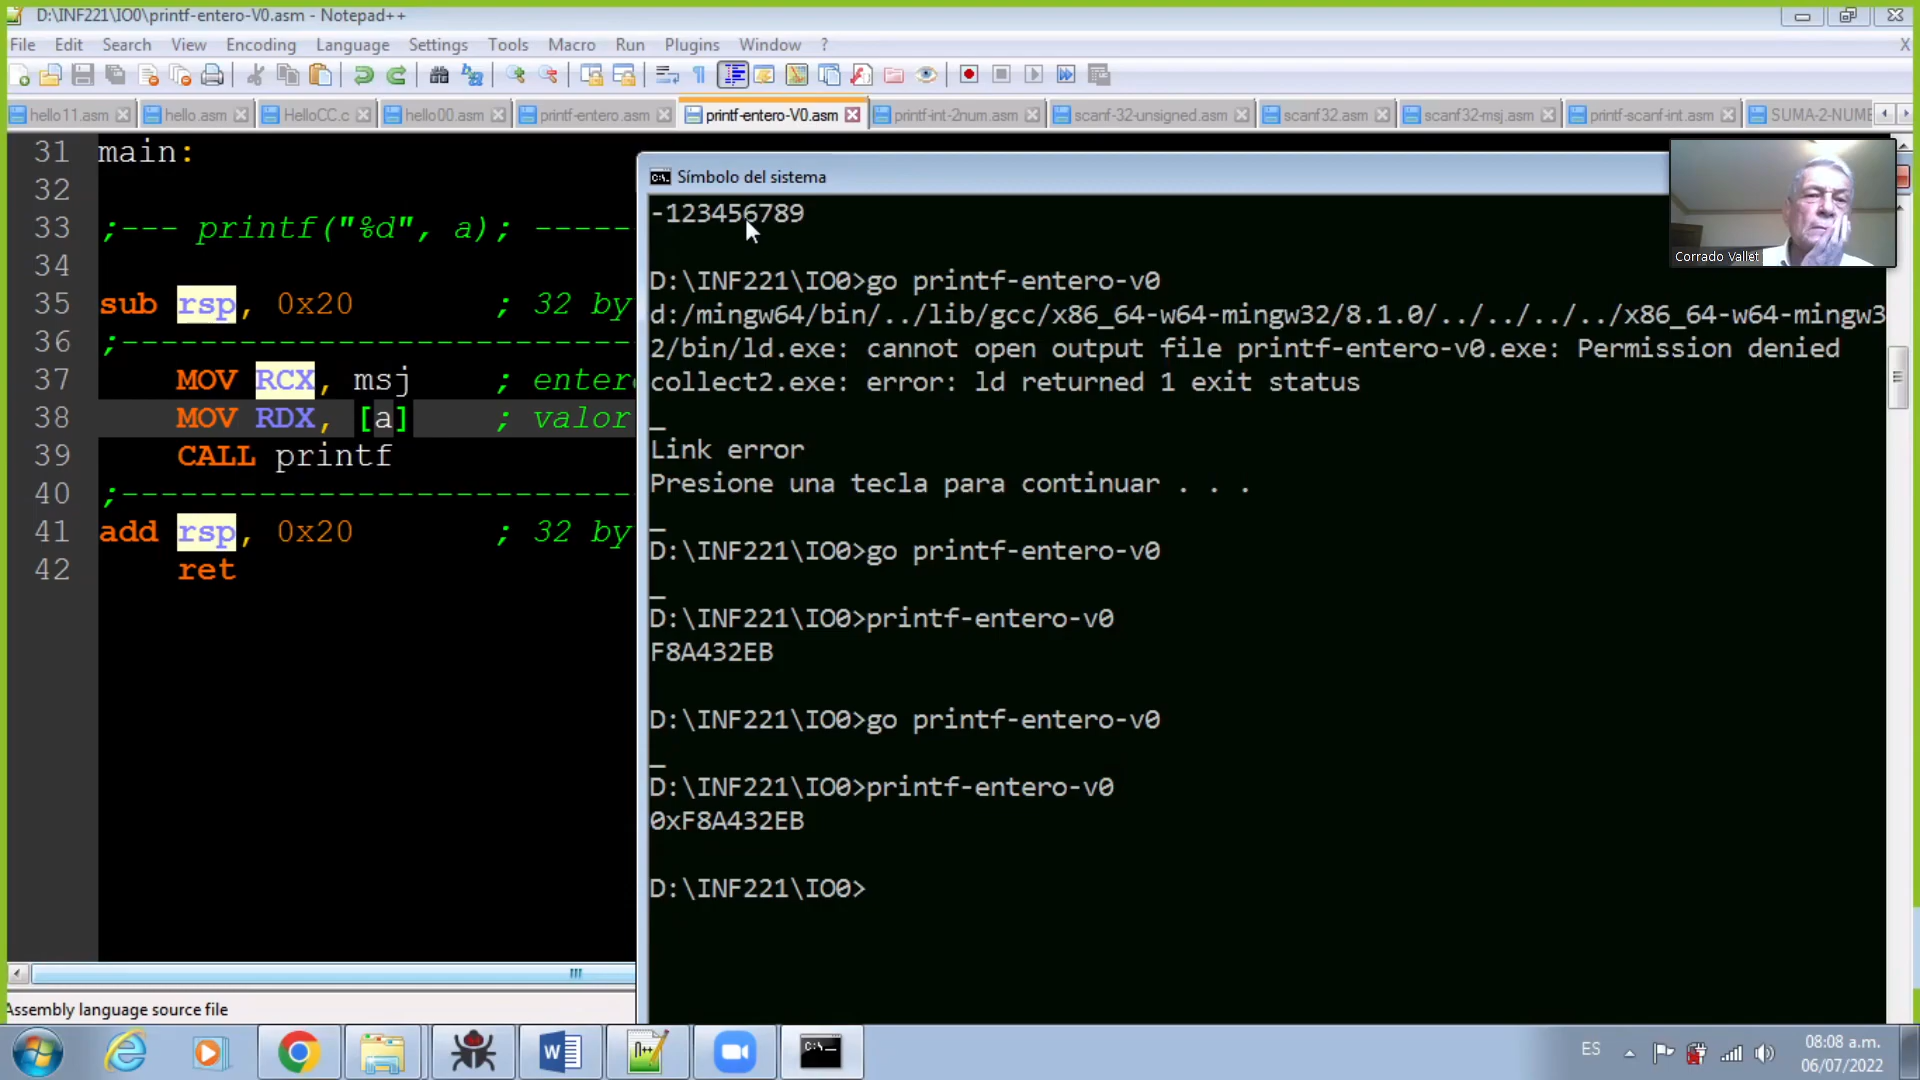 D:\INF221\IO0\printf-entero-V0.asm - Notepad++
File Edit Search View Encoding Language Settings Tools Macro Run Plugins Window ? X
hello11.asm hello.asm HelloCC.c hello00.asm printf-entero.asm printf-entero-V0.asm printf-int-2num.asm scanf-32-unsigned.asm scanf32.asm scanf32-msj.asm printf-scanf-int.asm SUMA-2-NUME
31 main:
32
33 ;--- printf("%d", a); -----
34
35 sub rsp, 0x20 ; 32 by
36 ;---------------------------
37 MOV RCX, msj ; entero
38 MOV RDX, [a] ; valor
39 CALL printf
40 ;---------------------------
41 add rsp, 0x20 ; 32 by
42 ret
Assembly language source file
Símbolo del sistema
-123456789
D:\INF221\IO0>go printf-entero-v0
d:/mingw64/bin/../lib/gcc/x86_64-w64-mingw32/8.1.0/../../../../x86_64-w64-mingw3
2/bin/ld.exe: cannot open output file printf-entero-v0.exe: Permission denied
collect2.exe: error: ld returned 1 exit status
_
Link error
Presione una tecla para continuar . . .
_
D:\INF221\IO0>go printf-entero-v0
_
D:\INF221\IO0>printf-entero-v0
F8A432EB
D:\INF221\IO0>go printf-entero-v0
_
D:\INF221\IO0>printf-entero-v0
0xF8A432EB
D:\INF221\IO0>
Corrado Vallet
ES
08:08 a.m.
06/07/2022